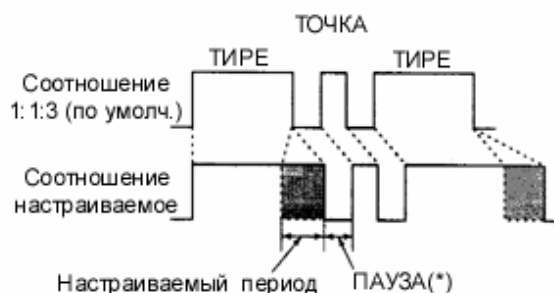 ТОЧКА
ТИРЕ ТИРЕ
Соотношение
1:1:3 (по умолч.)
Соотношение
настраиваемое
Настраиваемый период ПАУЗА(*)